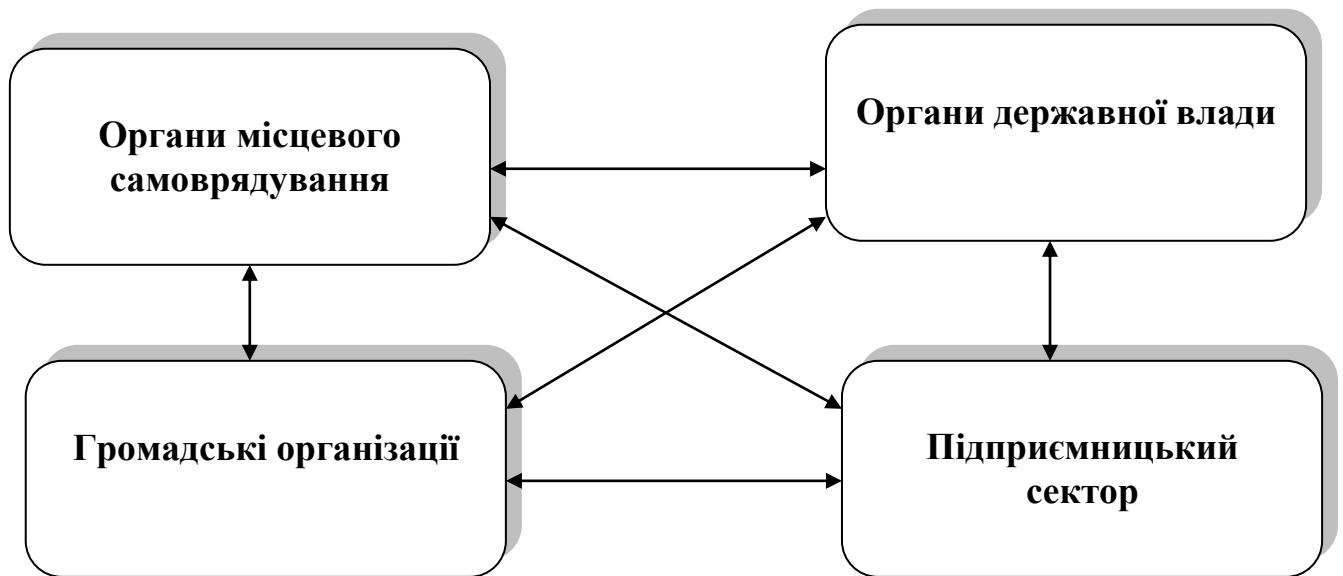 Органи місцевого
самоврядування
Органи державної влади
Громадські організації
Підприємницький
сектор